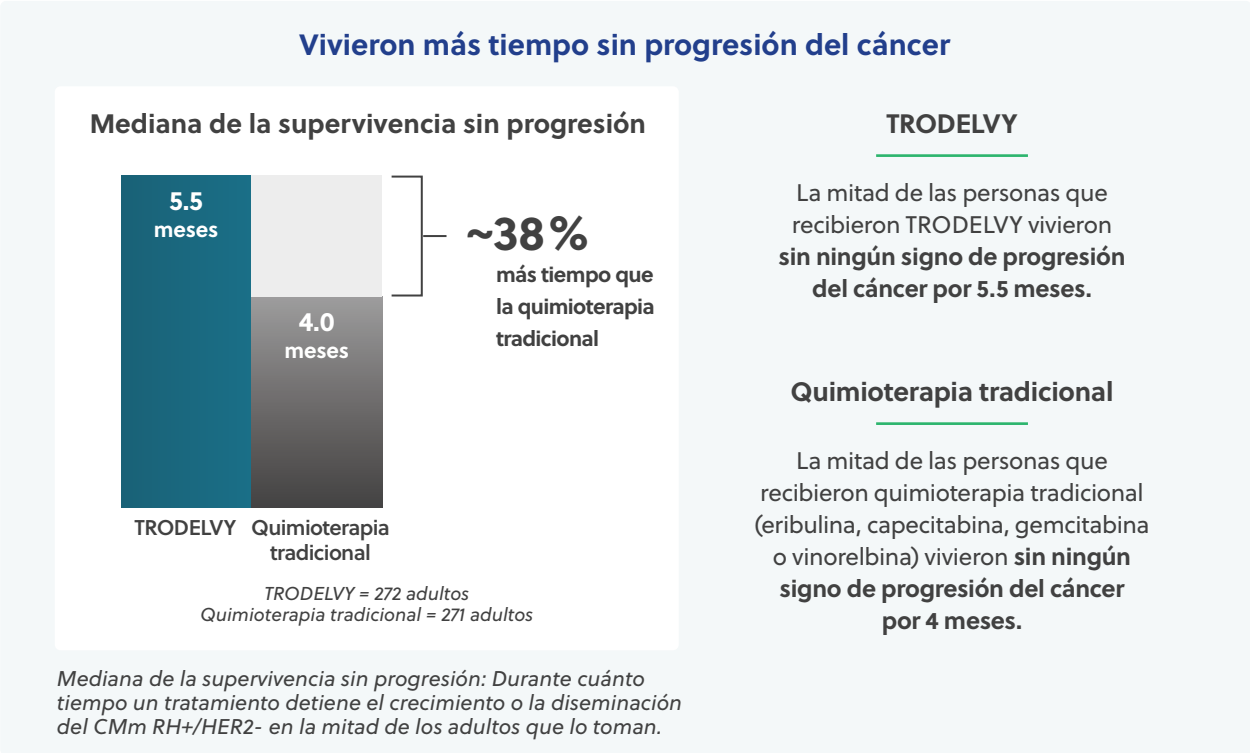 Vivieron más tiempo sin progresión del cáncer
Mediana de la supervivencia sin progresión
5.5
meses
4.0
meses
~38%
más tiempo que
la quimioterapia
tradicional
TRODELVY
Quimioterapia
tradicional
TRODELVY = 272 adultos
Quimioterapia tradicional = 271 adultos
Mediana de la supervivencia sin progresión: Durante cuánto
tiempo un tratamiento detiene el crecimiento o la diseminación
del CMm RH+/HER2- en la mitad de los adultos que lo toman.
TRODELVY
La mitad de las personas que
recibieron TRODELVY vivieron
sin ningún signo de progresión
del cáncer por 5.5 meses.
Quimioterapia tradicional
La mitad de las personas que
recibieron quimioterapia tradicional
(eribulina, capecitabina, gemcitabina
o vinorelbina) vivieron sin ningún
signo de progresión del cáncer
por 4 meses.